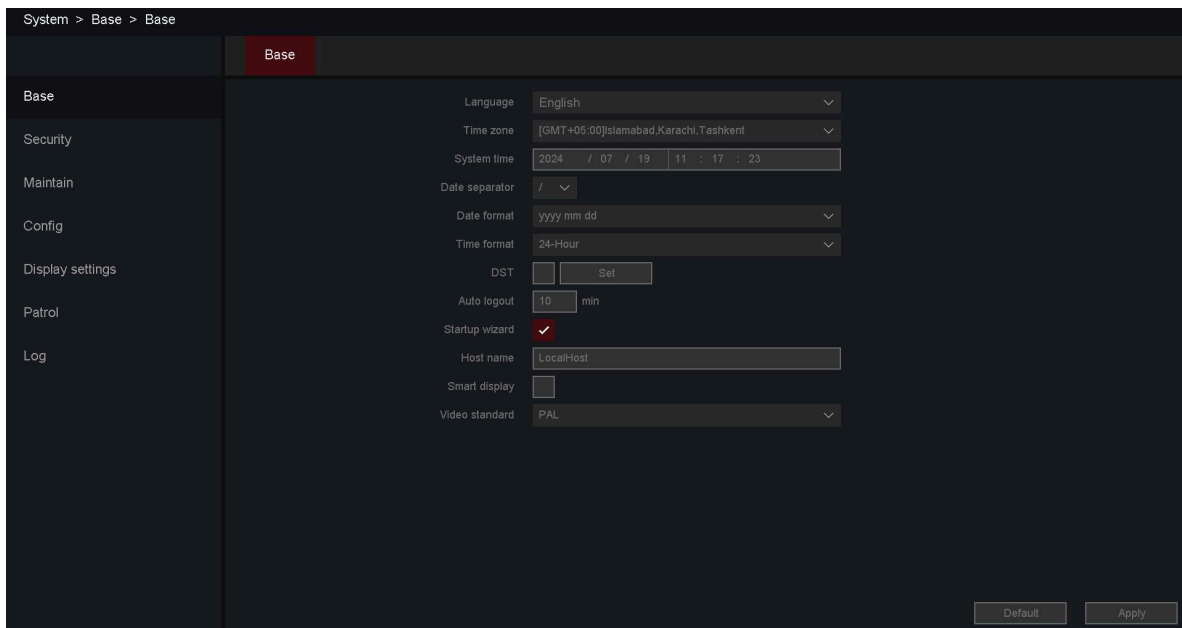 System > Base > Base
Base
Base
Security
Maintain
Config
Display settings
Patrol
Log
Language English
Time zone [GMT+05:00]Islamabad,Karachi,Tashkent
System time 2024 / 07 / 19 11 : 17 : 23
Date separator /
Date format yyyy mm dd
Time format 24-Hour
DST Set
Auto logout 10 min
Startup wizard
Host name LocalHost
Smart display
Video standard PAL
Default Apply